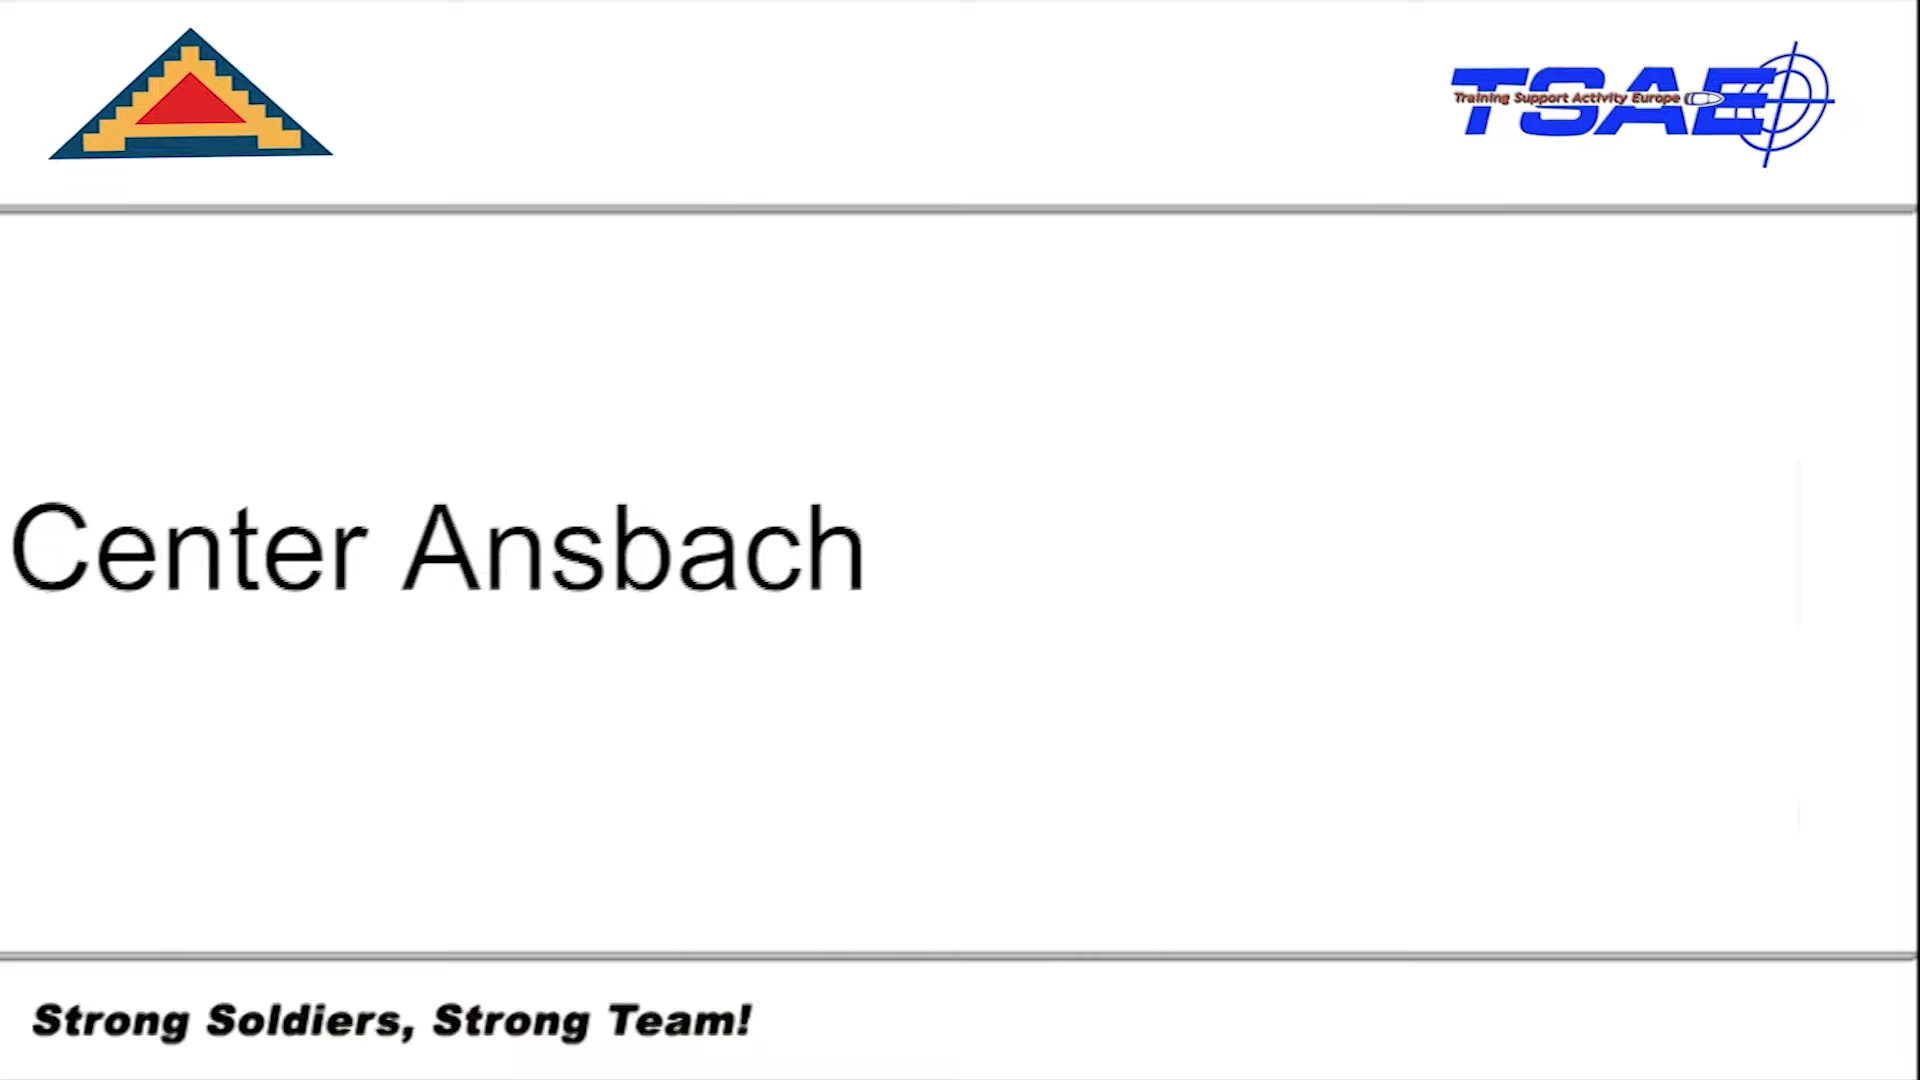 TSAE
Training Support Activity Europe
Center Ansbach
Strong Soldiers, Strong Team!